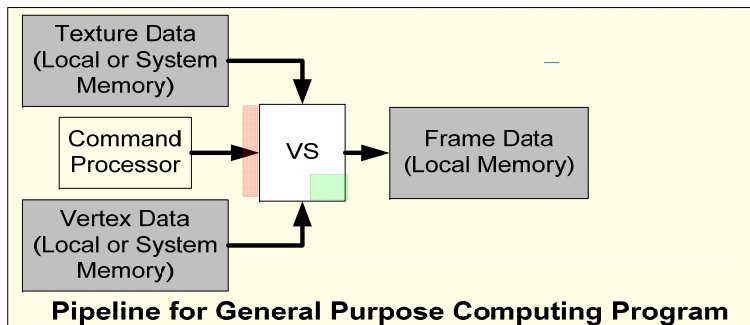 Texture Data
(Local or System
Memory)
Command
Processor
VS
Frame Data
(Local Memory)
Vertex Data
(Local or System
Memory)
Pipeline for General Purpose Computing Program